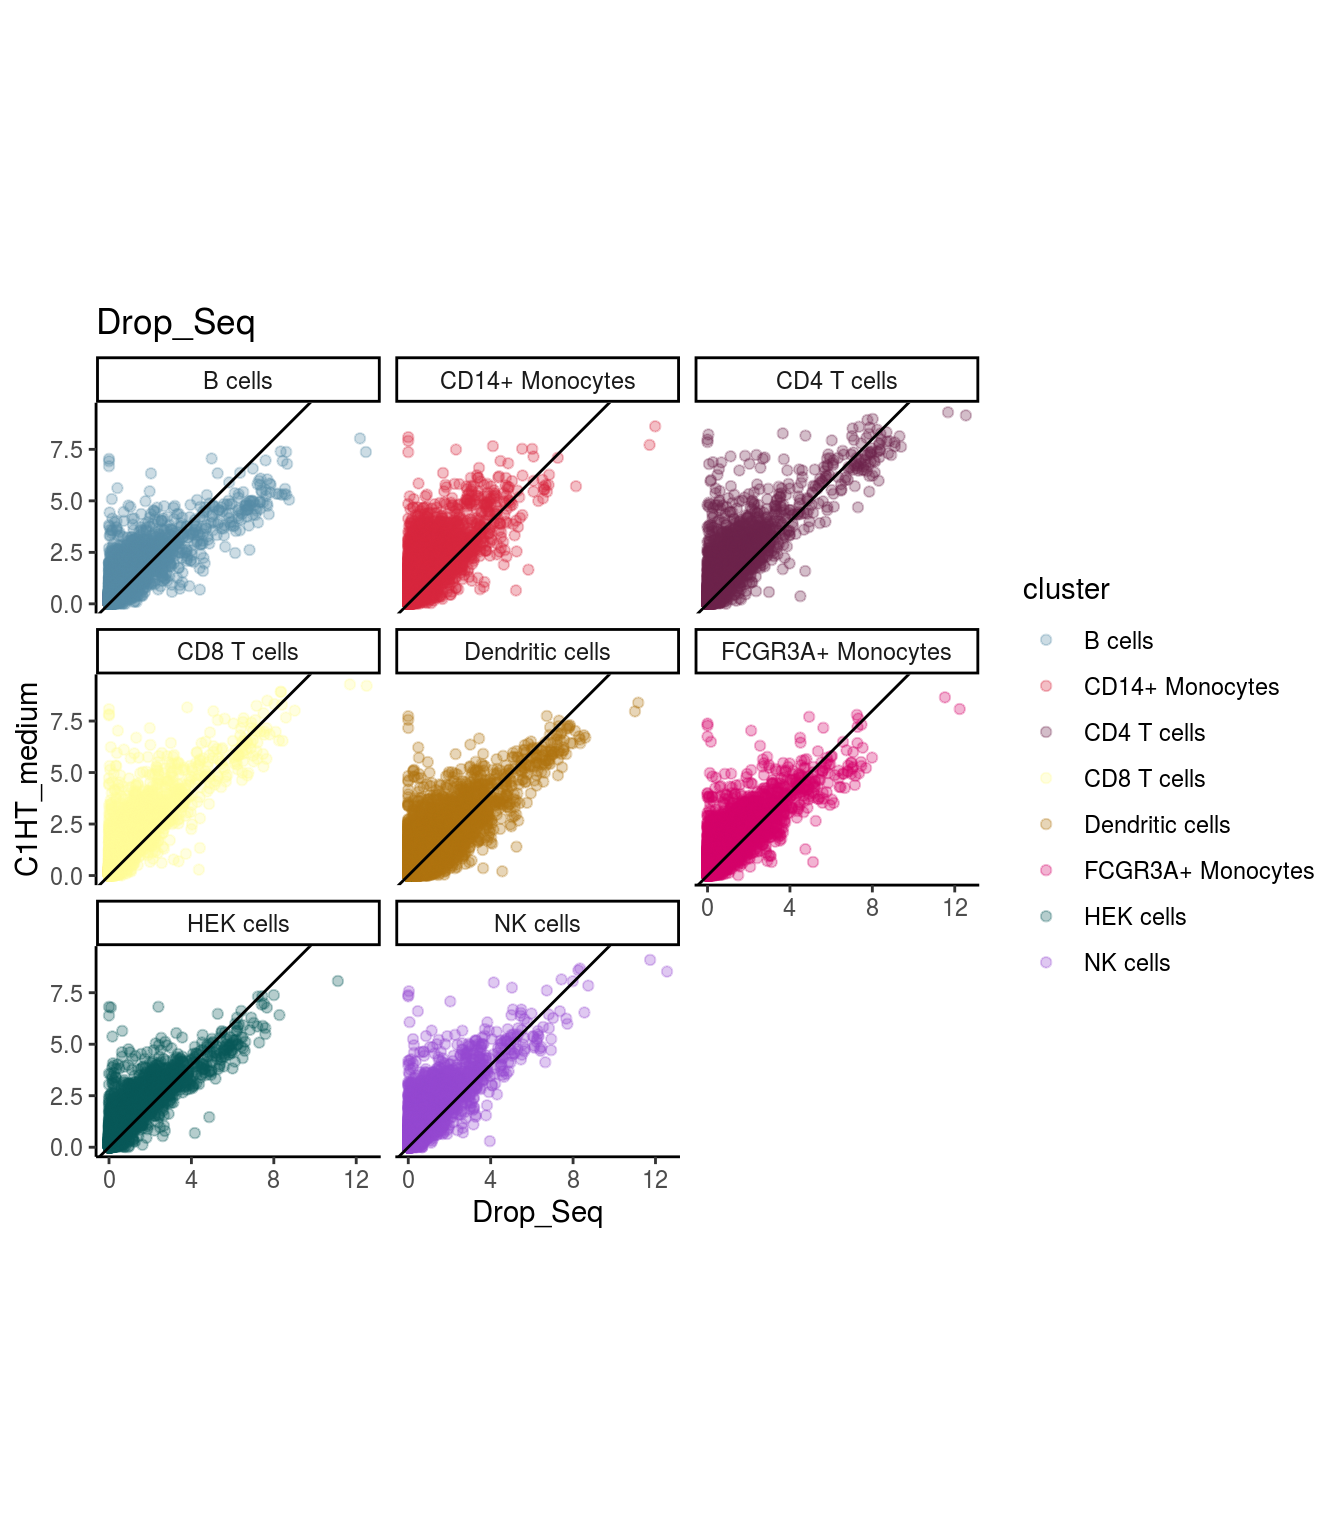 Drop_Seq
B cells
CD14+ Monocytes
CD4 T cells
7.5
5.0
2.5
0.0
CD8 T cells
Dendritic cells
FCGR3A+ Monocytes
7.5
5.0
2.5
0.0
0 4 8 12
HEK cells
NK cells
7.5
5.0
2.5
0.0
0 4 8 12
0 4 8 12
Drop_Seq
C1HT_medium
cluster
B cells
CD14+ Monocytes
CD4 T cells
CD8 T cells
Dendritic cells
FCGR3A+ Monocytes
HEK cells
NK cells